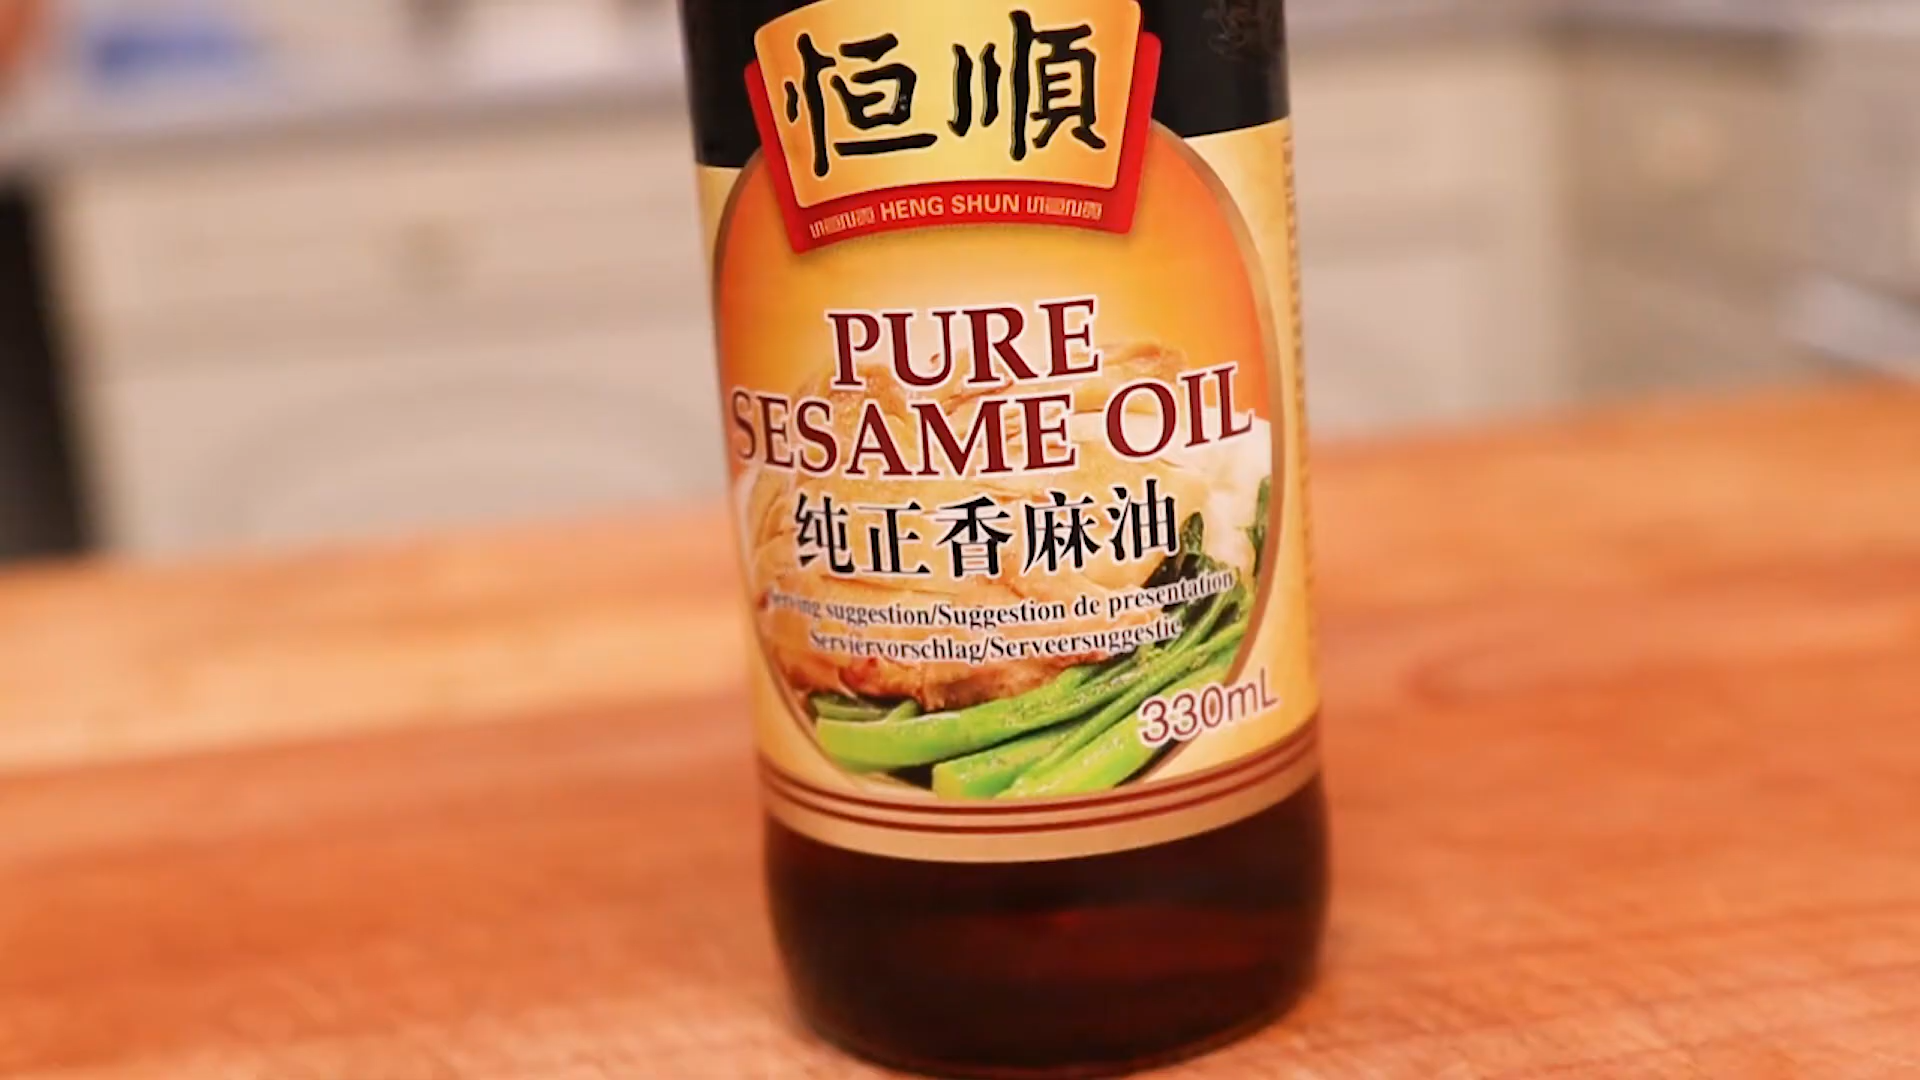 恒順
HENG SHUN
PURE
SESAME OIL
纯正香麻油
Serving suggestion/Suggestion de presentation
Serviervorschlag/Serveersuggestie
330mL